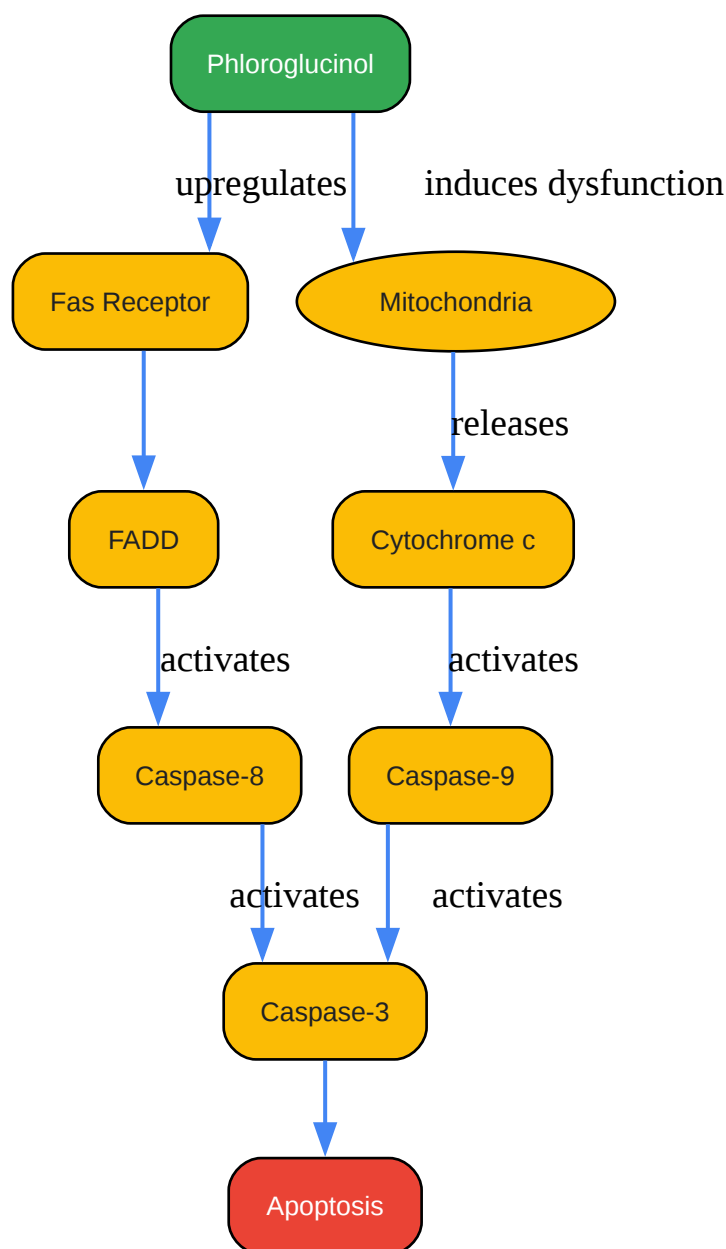 Phloroglucinol
upregulates
induces dysfunction
Fas Receptor
Mitochondria
releases
FADD
Cytochrome c
activates
activates
Caspase-8
Caspase-9
activates
activates
Caspase-3
Apoptosis